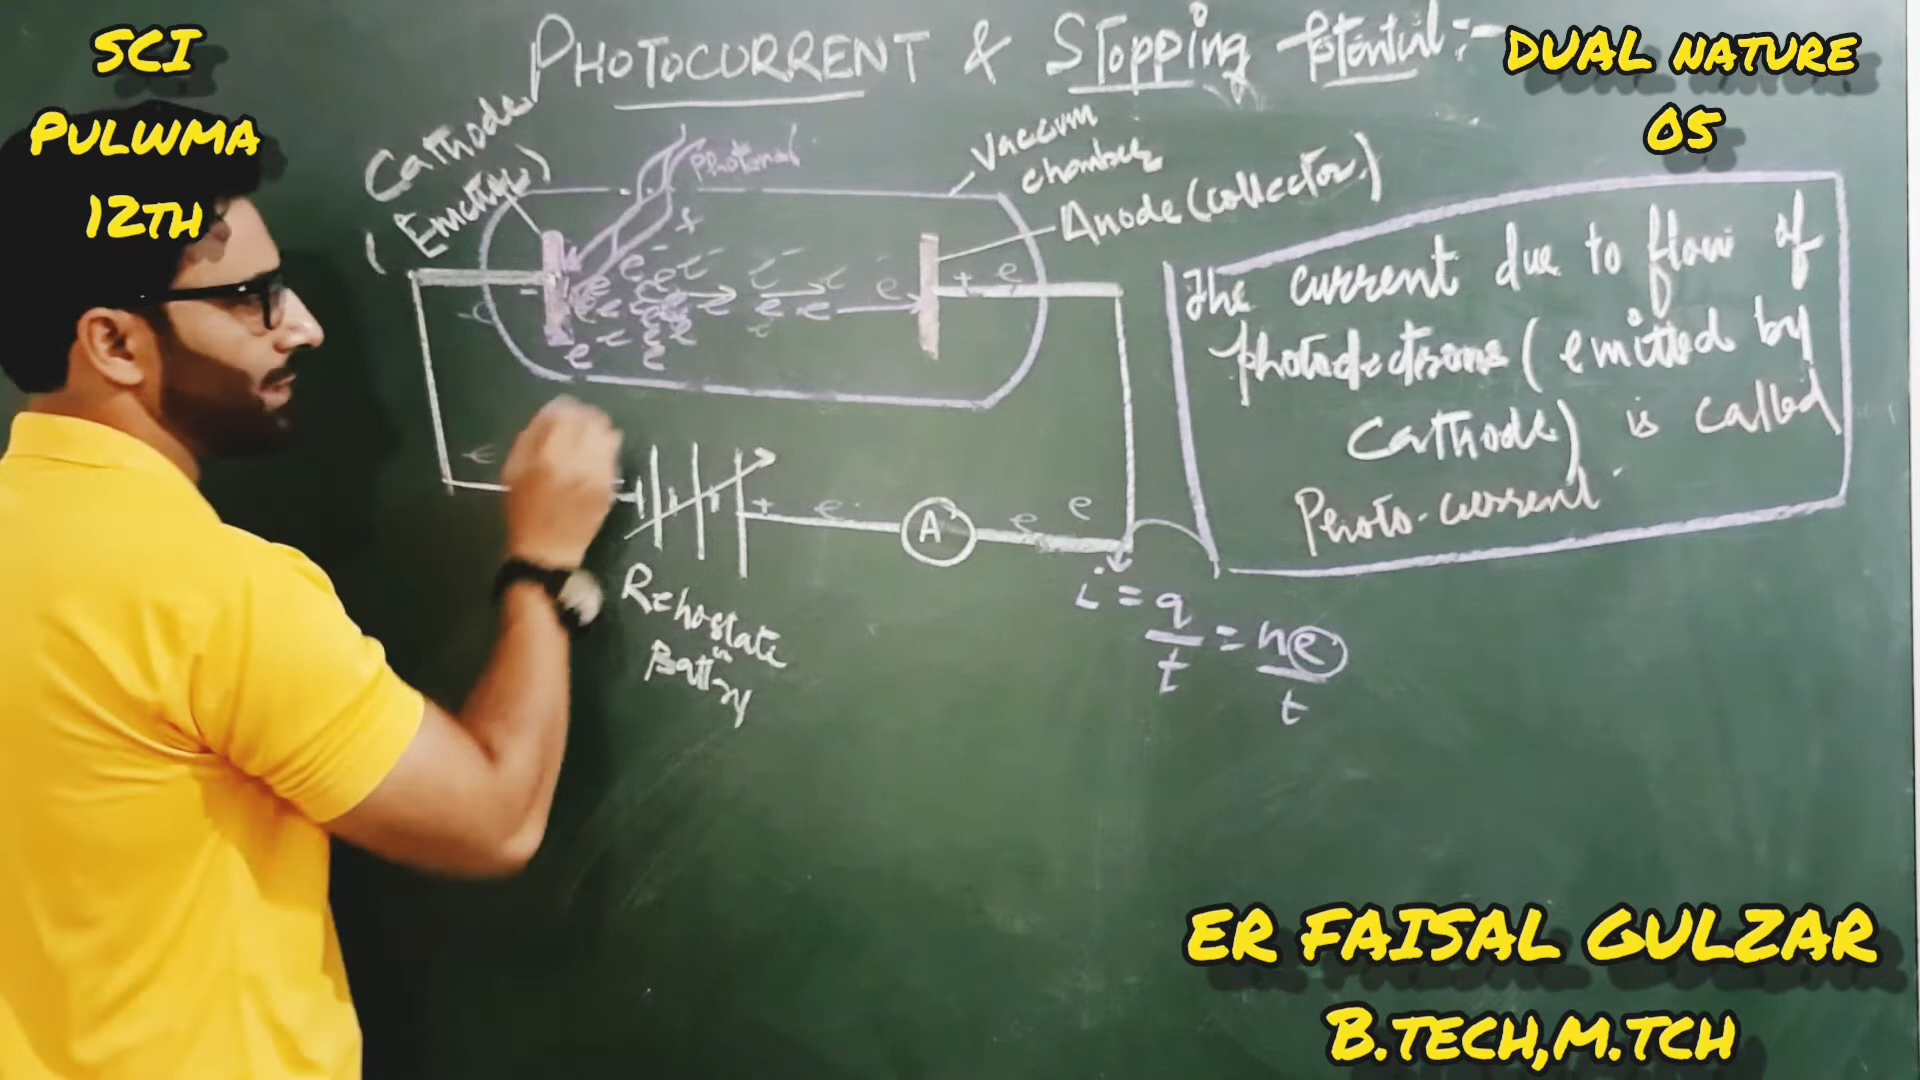 SCI
PULWMA
12TH
DUAL NATURE
05
PHOTOCURRENT & Stopping Potential :-
Cathode
(Emitter)
Photons
Vaccum
chamber
Anode (collector)
+
e⁻ e⁻ e⁻ e
e e e e e e
e e e e
- + e
The current due to flow of
photoelectrons (emitted by
Cathode) is called
Photo-current
+ e A e e
Rehostate
in
Battery
i = q/t = ne/t
ER FAISAL GULZAR
B.TECH,M.TCH